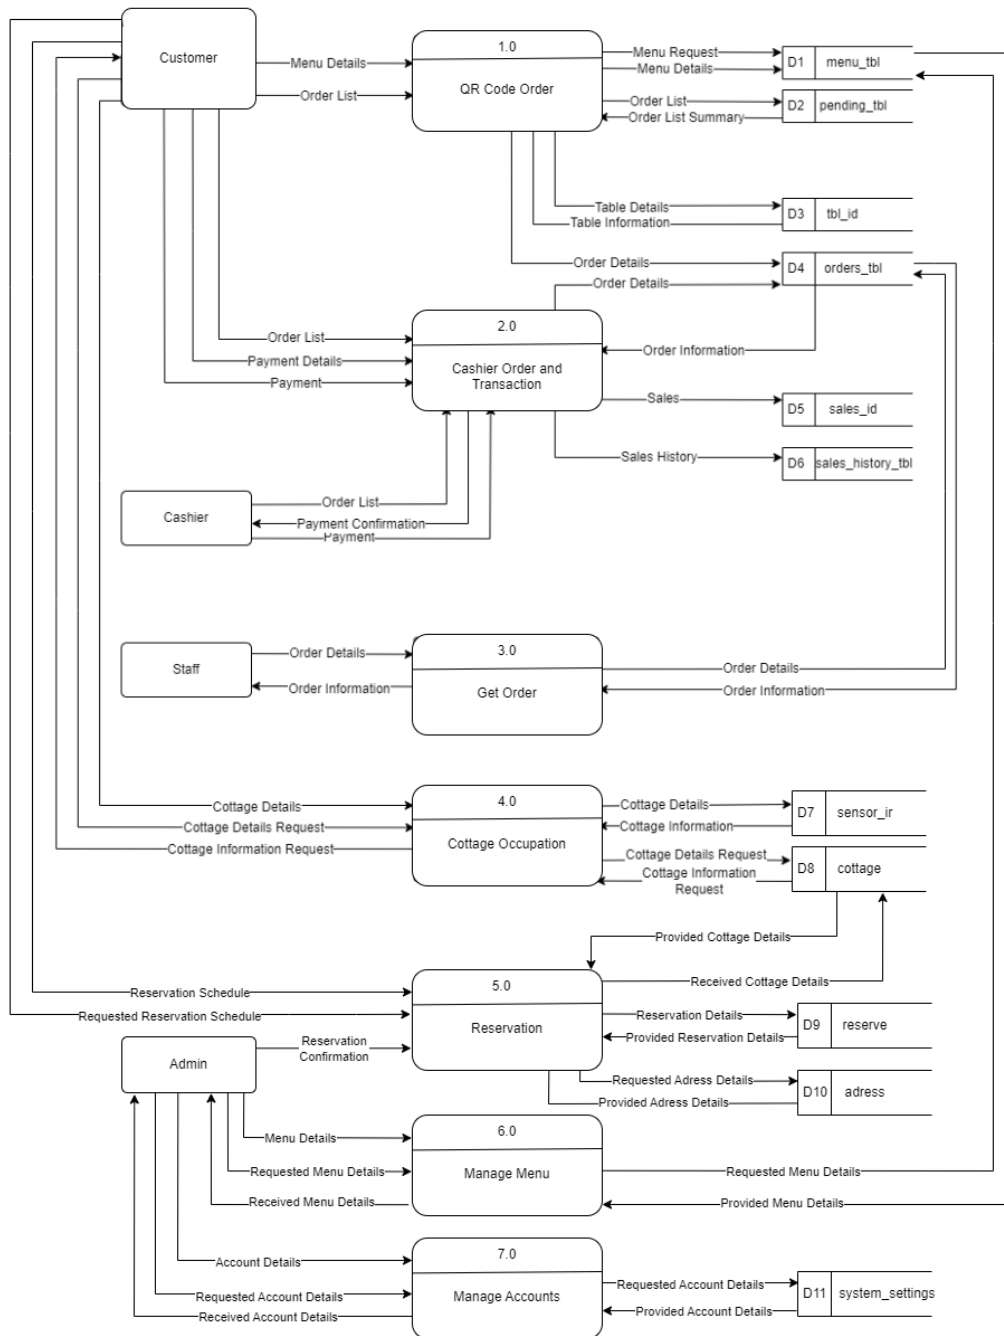 Customer
Menu Details
Order List
1.0
QR Code Order
Menu Request
Menu Details
Order List
Order List Summary
D1 menu_tbl
D2 pending_tbl
Table Details
Table Information
D3 tbl_id
Order Details
D4 orders_tbl
Order Details
Order List
Payment Details
Payment
2.0
Cashier Order and
Transaction
Order Information
Sales
D5 sales_id
Sales History
D6 sales_history_tbl
Cashier
Order List
Payment Confirmation
Payment
Staff
Order Details
Order Information
3.0
Get Order
Order Details
Order Information
Cottage Details
Cottage Details Request
Cottage Information Request
4.0
Cottage Occupation
Cottage Details
Cottage Information
D7 sensor_ir
Cottage Details Request
Cottage Information
Request
D8 cottage
Provided Cottage Details
Received Cottage Details
Reservation Schedule
Requested Reservation Schedule
5.0
Reservation
Reservation Details
Provided Reservation Details
D9 reserve
Admin
Reservation
Confirmation
Requested Adress Details
Provided Adress Details
D10 adress
Menu Details
Requested Menu Details
Received Menu Details
6.0
Manage Menu
Requested Menu Details
Provided Menu Details
Account Details
Requested Account Details
Received Account Details
7.0
Manage Accounts
Requested Account Details
Provided Account Details
D11 system_settings